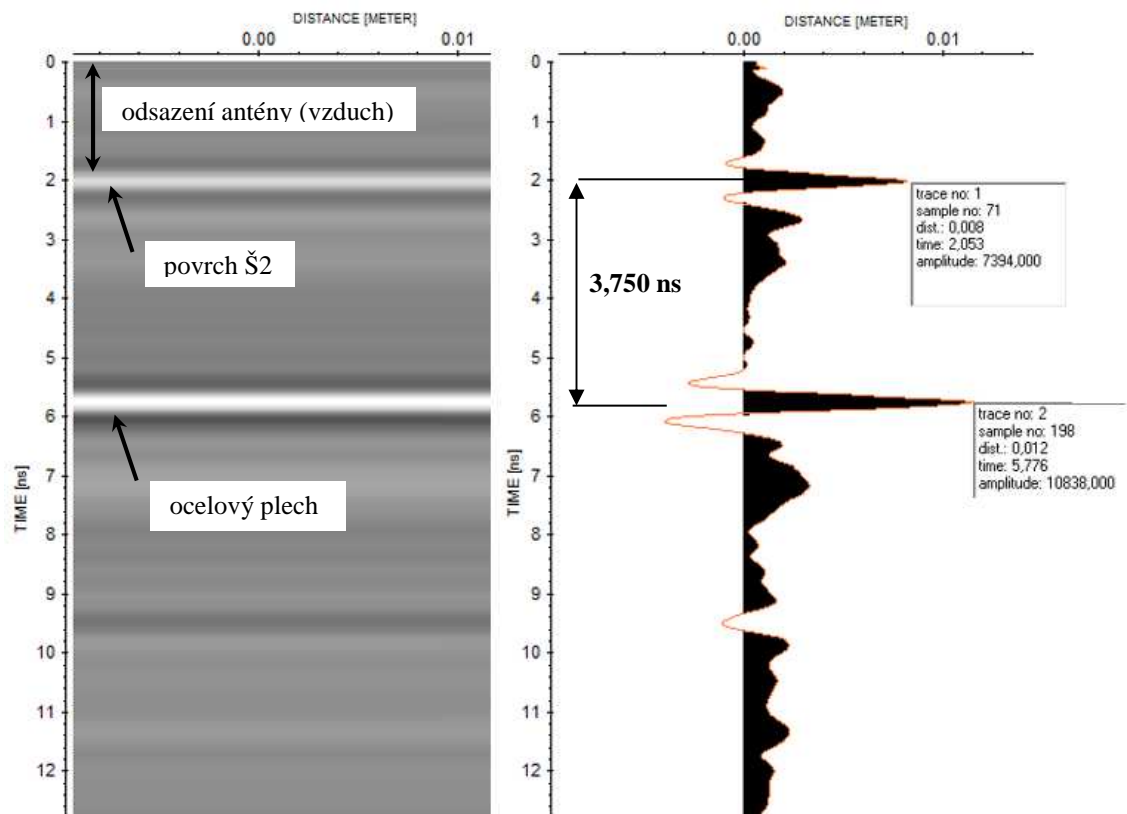 DISTANCE [METER]
0.00
0.01
0
1
2
3
4
5
6
7
8
9
10
11
12
TIME [ns]
odsazení antény (vzduch)
povrch Š2
ocelový plech
DISTANCE [METER]
0.00
0.01
0
1
2
3
4
5
6
7
8
9
10
11
12
TIME [ns]
3,750 ns
trace no: 1
sample no: 71
dist.: 0,008
time: 2,053
amplitude: 7394,000
trace no: 2
sample no: 198
dist.: 0,012
time: 5,776
amplitude: 10838,000